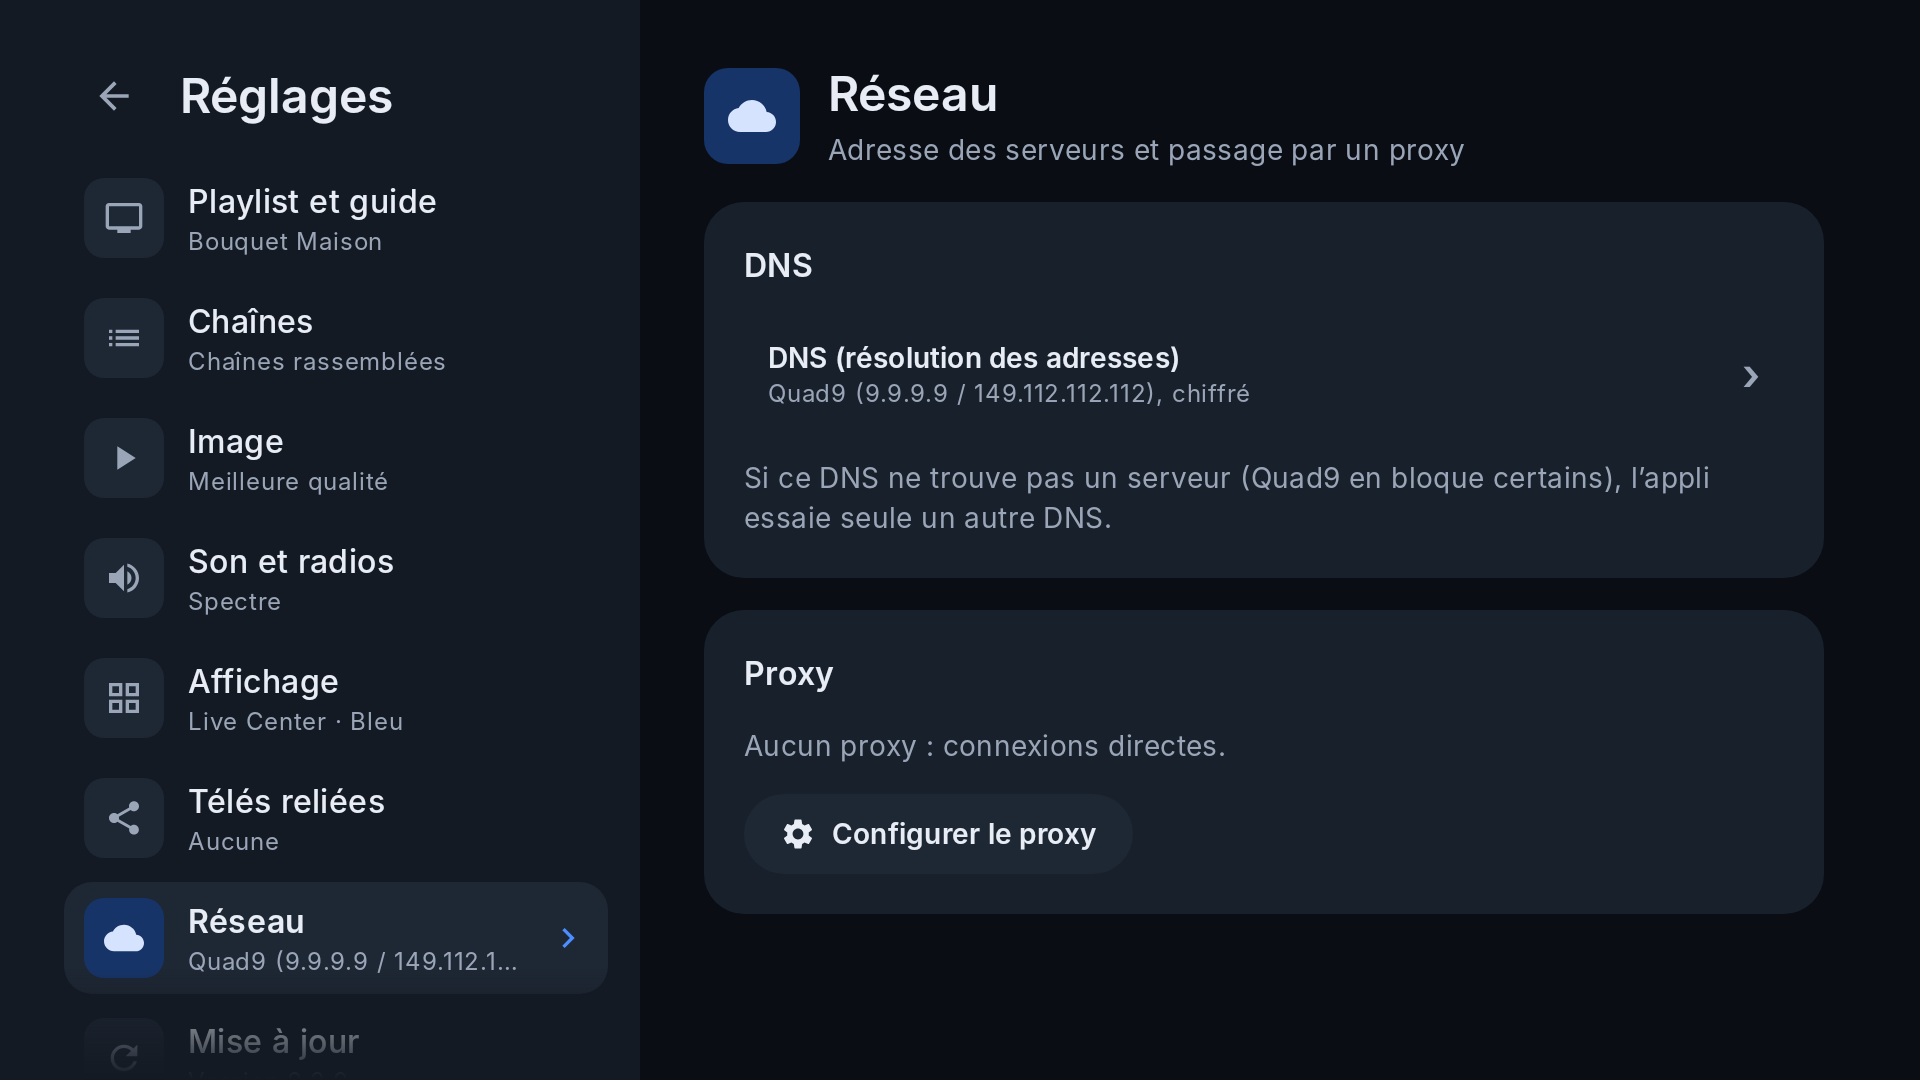 Réglages
Playlist et guide
Bouquet Maison
Chaînes
Chaînes rassemblées
Image
Meilleure qualité
Son et radios
Spectre
Affichage
Live Center · Bleu
Télés reliées
Aucune
Réseau
Quad9 (9.9.9.9 / 149.112.1...
Mise à jour
Réseau
Adresse des serveurs et passage par un proxy
DNS
DNS (résolution des adresses)
Quad9 (9.9.9.9 / 149.112.112.112), chiffré
Si ce DNS ne trouve pas un serveur (Quad9 en bloque certains), l’appli
essaie seule un autre DNS.
Proxy
Aucun proxy : connexions directes.
Configurer le proxy